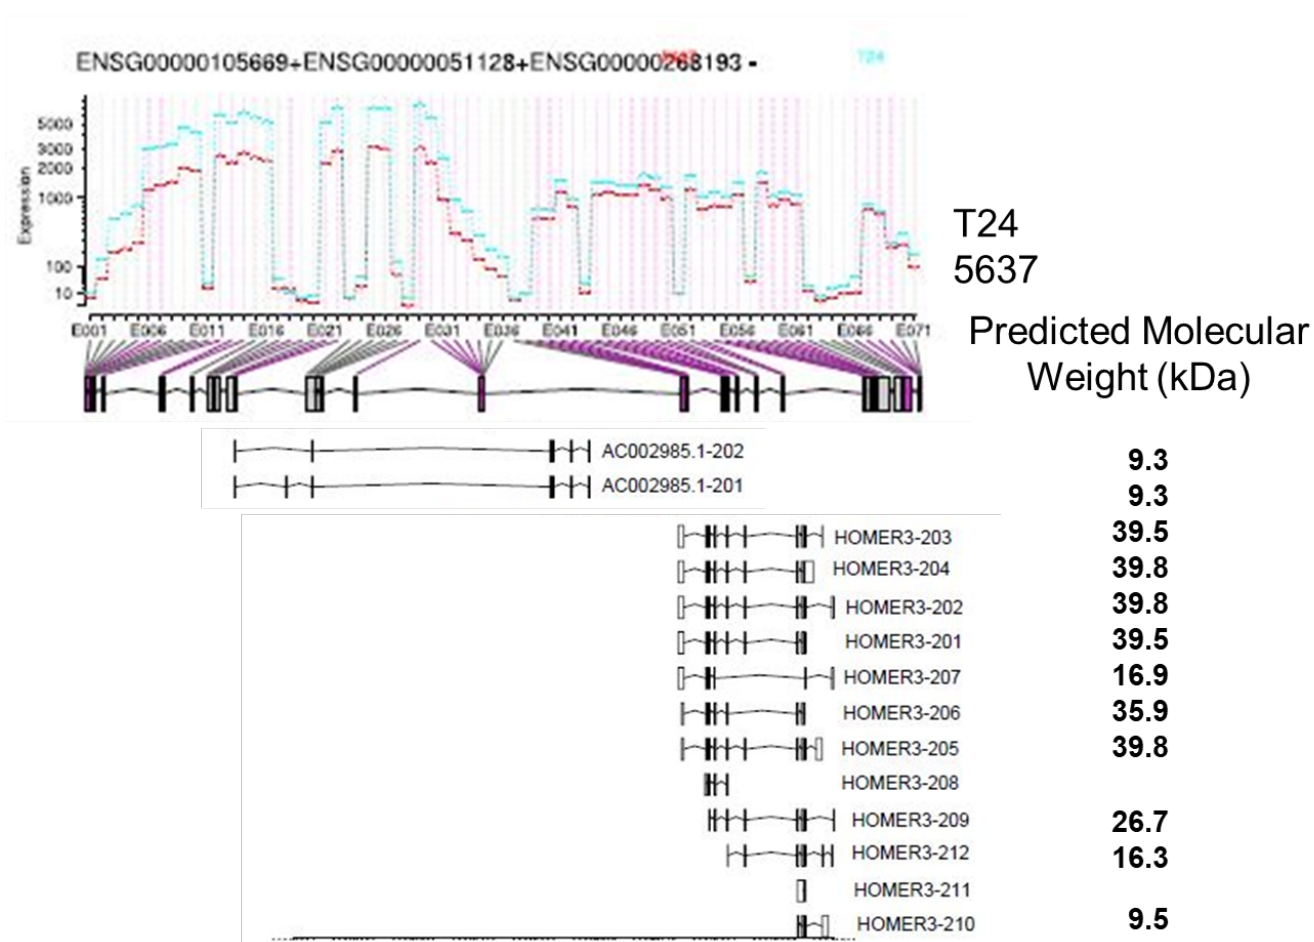 ENSG00000105669+ENSG00000051128+ENSG00000268193 -
T24
Expression
5000
3000
2000
1000
100
10
E001 E006 E011 E016 E021 E026 E031 E036 E041 E046 E051 E056 E061 E066 E071
T24
5637
Predicted Molecular
Weight (kDa)
AC002985.1-202 9.3
AC002985.1-201 9.3
HOMER3-203 39.5
HOMER3-204 39.8
HOMER3-202 39.8
HOMER3-201 39.5
HOMER3-207 16.9
HOMER3-206 35.9
HOMER3-205 39.8
HOMER3-208
HOMER3-209 26.7
HOMER3-212 16.3
HOMER3-211
HOMER3-210 9.5